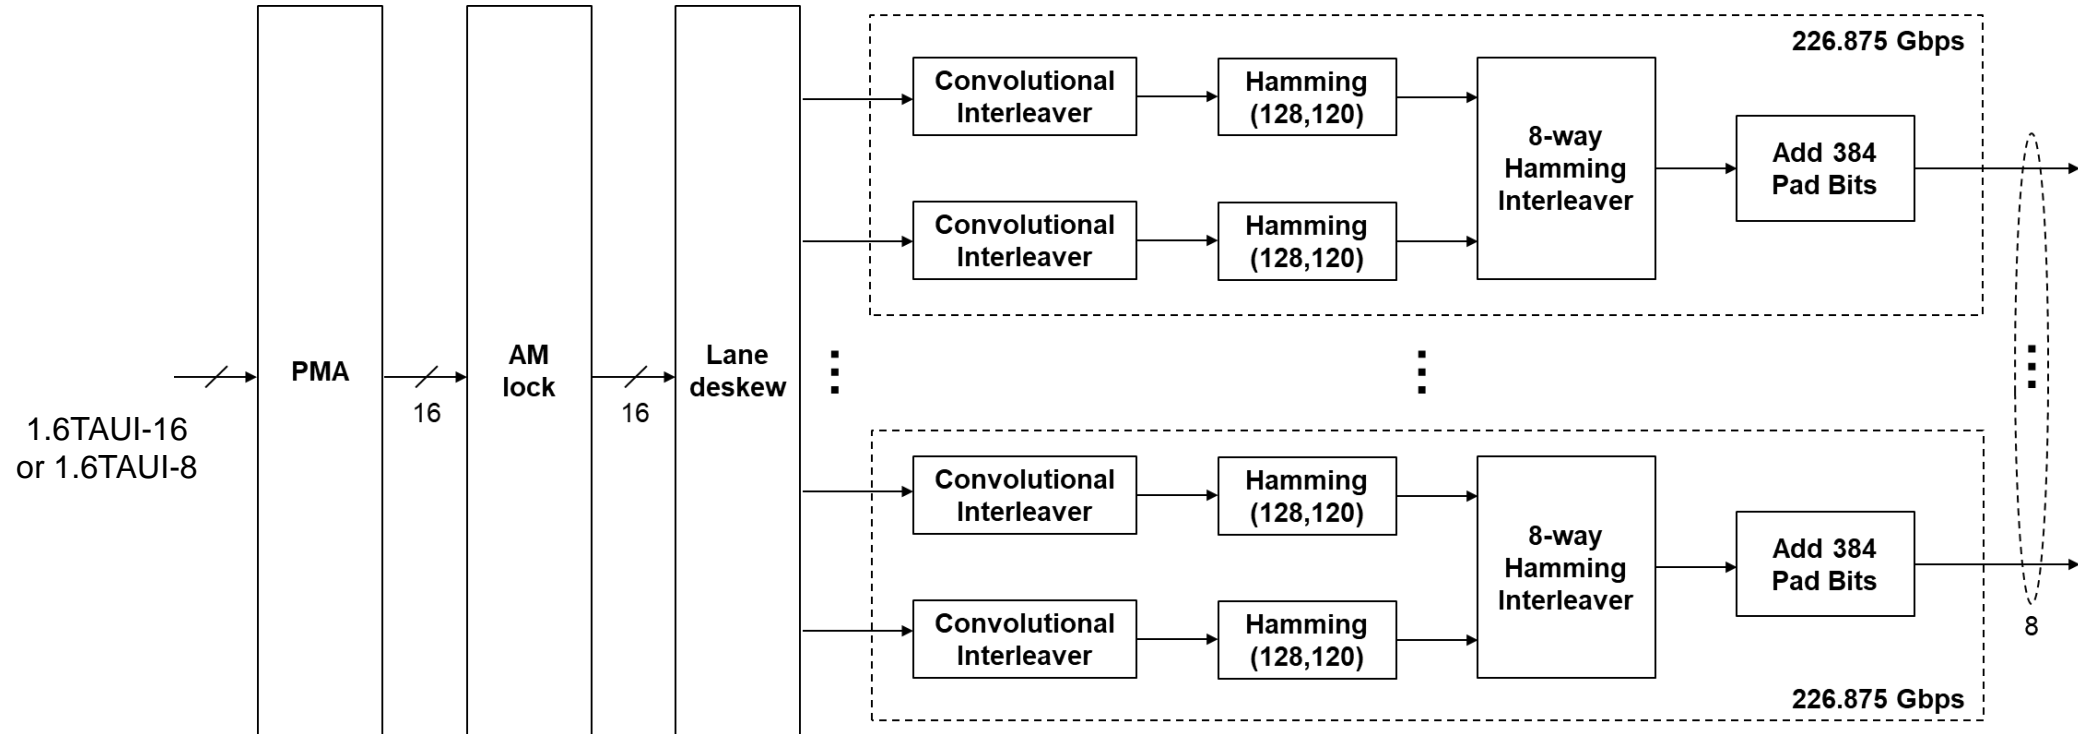 226.875 Gbps
Convolutional
Interleaver
Hamming
(128,120)
8-way
Hamming
Interleaver
Add 384
Pad Bits
Convolutional
Interleaver
Hamming
(128,120)
PMA
16
AM
lock
16
Lane
deskew
1.6TAUI-16
or 1.6TAUI-8
Convolutional
Interleaver
Hamming
(128,120)
8-way
Hamming
Interleaver
Add 384
Pad Bits
Convolutional
Interleaver
Hamming
(128,120)
8
226.875 Gbps